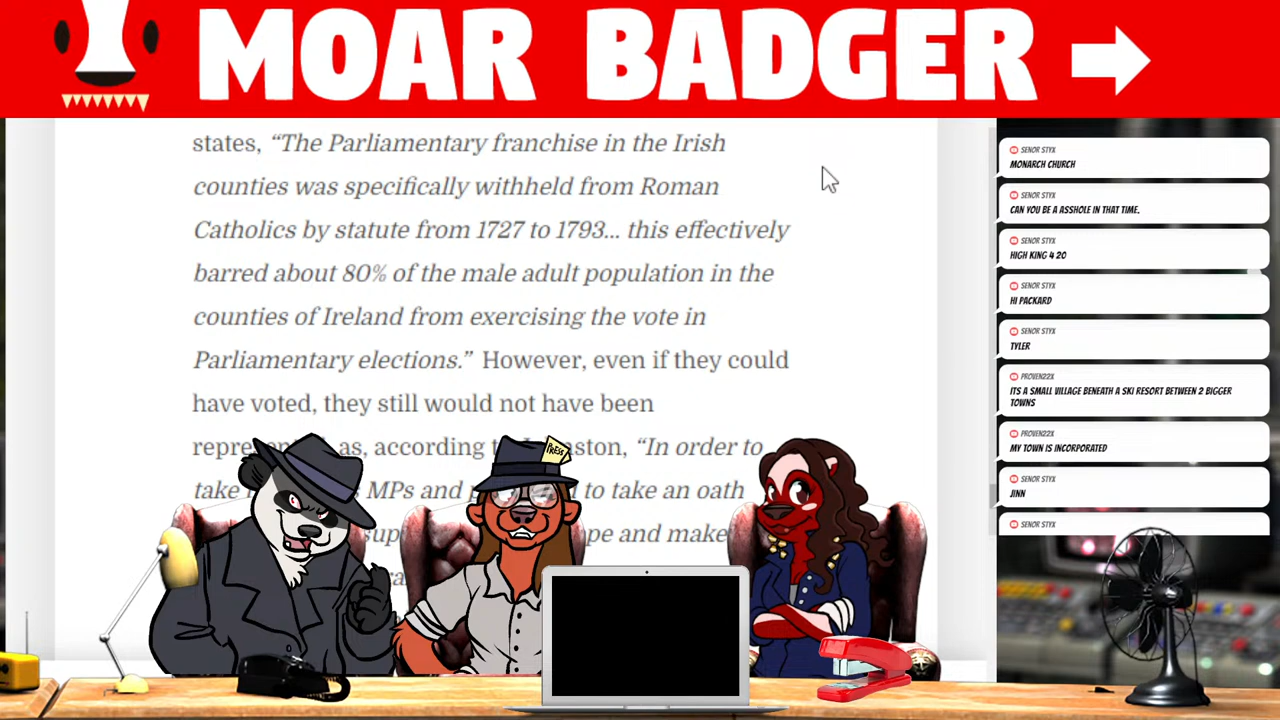 MOAR BADGER
states, “The Parliamentary franchise in the Irish
counties was specifically withheld from Roman
Catholics by statute from 1727 to 1793... this effectively
barred about 80% of the male adult population in the
counties of Ireland from exercising the vote in
Parliamentary elections.” However, even if they could
have voted, they still would not have been
as, according “In order to
take MPs and to take an oath
and make
PRESS
SENOR STYX
MONARCH CHURCH
SENOR STYX
CAN YOU BE A ASSHOLE IN THAT TIME.
SENOR STYX
HIGH KING 4 20
SENOR STYX
HI PACKARD
SENOR STYX
TYLER
PROVEN22X
ITS A SMALL VILLAGE BENEATH A SKI RESORT BETWEEN 2 BIGGER
TOWNS
PROVEN22X
MY TOWN IS INCORPORATED
SENOR STYX
JINN
SENOR STYX